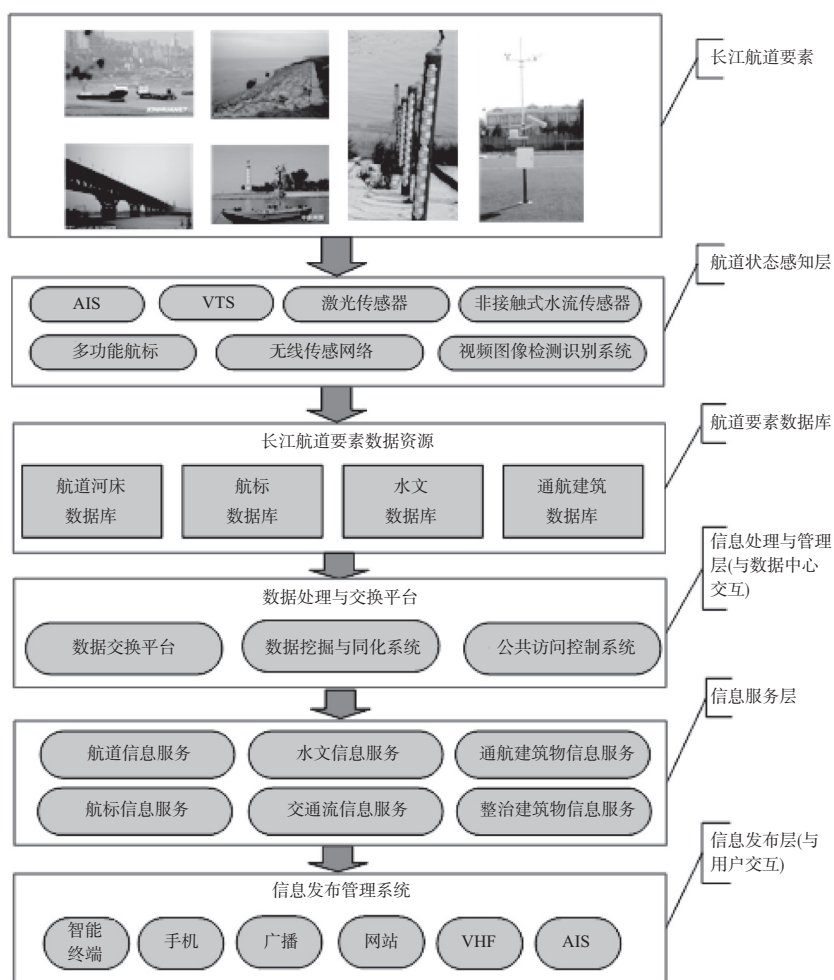 长江航道要素
XINHUANET
航道状态感知层
AIS
VTS
激光传感器
非接触式水流传感器
多功能航标
无线传感网络
视频图像检测识别系统
航道要素数据库
长江航道要素数据资源
航道河床
数据库
航标
数据库
水文
数据库
通航建筑
数据库
信息处理与管理
层(与数据中心
交互)
数据处理与交换平台
数据交换平台
数据挖掘与同化系统
公共访问控制系统
信息服务层
航道信息服务
水文信息服务
通航建筑物信息服务
航标信息服务
交通流信息服务
整治建筑物信息服务
信息发布层(与
用户交互)
信息发布管理系统
智能
终端
手机
广播
网站
VHF
AIS